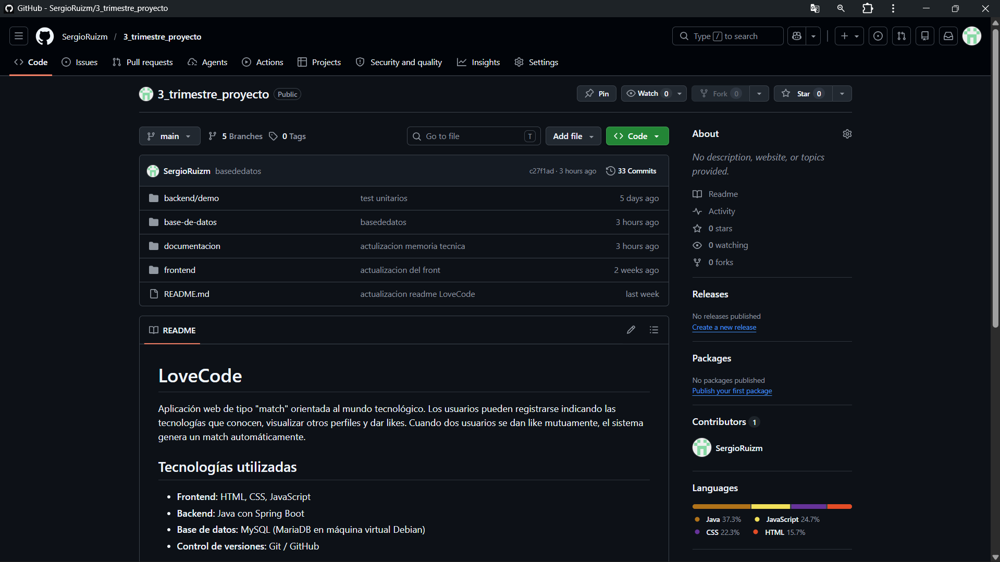 GitHub - SergioRuizm/3_trimestre_proyecto
SergioRuizm / 3_trimestre_proyecto
Type / to search
Code
Issues
Pull requests
Agents
Actions
Projects
Security and quality
Insights
Settings
3_trimestre_proyecto Public
Pin
Watch 0
Fork 0
Star 0
main
5 Branches
0 Tags
Go to file T
Add file
Code
SergioRuizm basededatos
c27f1ad · 3 hours ago
33 Commits
backend/demo test unitarios 5 days ago
base-de-datos basededatos 3 hours ago
documentacion actulizacion memoria tecnica 3 hours ago
frontend actualizacion del front 2 weeks ago
README.md actualizacion readme LoveCode last week
README
LoveCode
Aplicación web de tipo "match" orientada al mundo tecnológico. Los usuarios pueden registrarse indicando las
tecnologías que conocen, visualizar otros perfiles y dar likes. Cuando dos usuarios se dan like mutuamente, el sistema
genera un match automáticamente.
Tecnologías utilizadas
• Frontend: HTML, CSS, JavaScript
• Backend: Java con Spring Boot
• Base de datos: MySQL (MariaDB en máquina virtual Debian)
• Control de versiones: Git / GitHub
About
No description, website, or topics
provided.
Readme
Activity
0 stars
0 watching
0 forks
Releases
No releases published
Create a new release
Packages
No packages published
Publish your first package
Contributors 1
SergioRuizm
Languages
Java 37.3% JavaScript 24.7%
CSS 22.3% HTML 15.7%